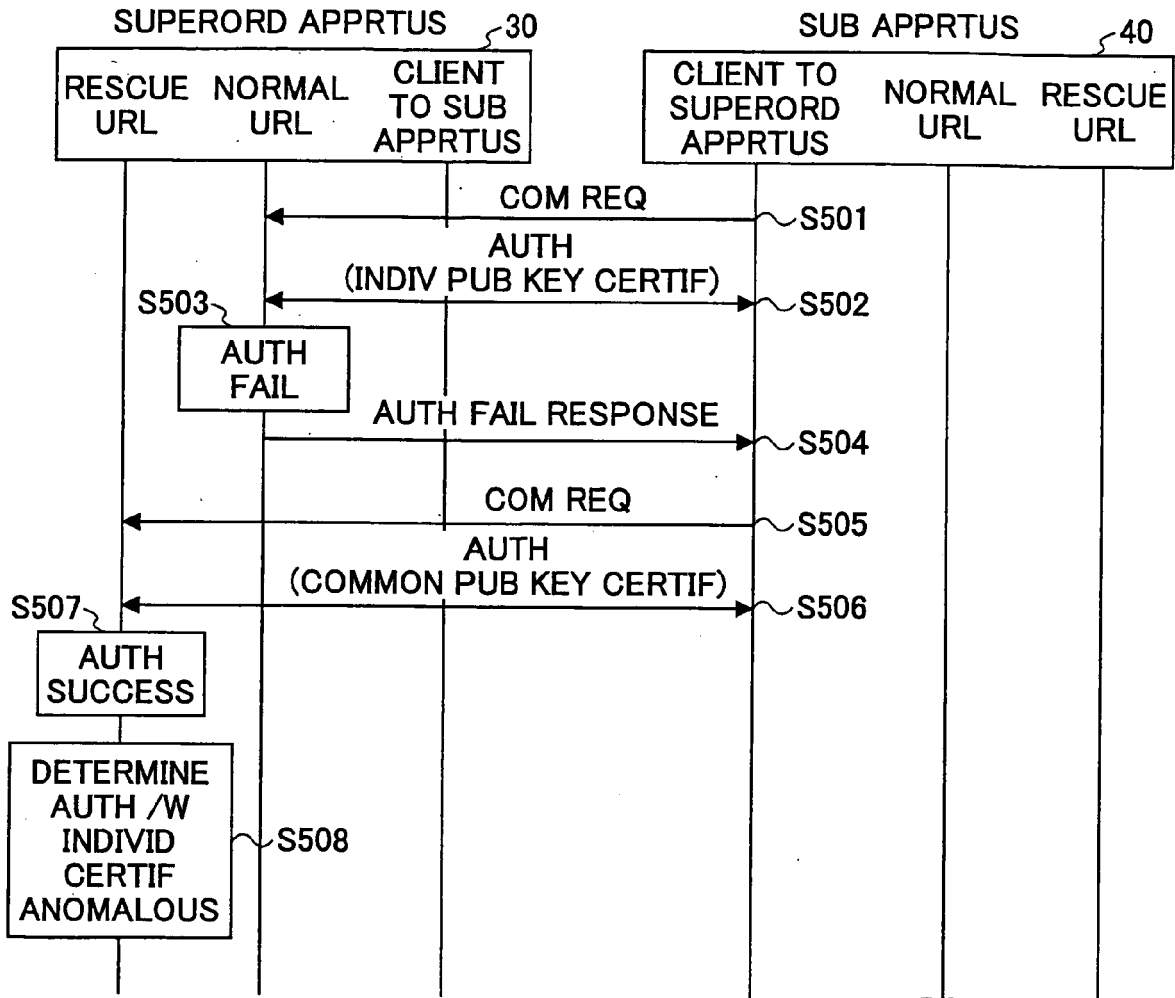 SUPERORD APPRTUS
30
SUB APPRTUS
40
RESCUE
URL
NORMAL
URL
CLIENT
TO SUB
APPRTUS
CLIENT TO
SUPERORD
APPRTUS
NORMAL
URL
RESCUE
URL
COM REQ
S501
AUTH
(INDIV PUB KEY CERTIF)
S502
S503
AUTH
FAIL
AUTH FAIL RESPONSE
S504
COM REQ
S505
AUTH
(COMMON PUB KEY CERTIF)
S506
S507
AUTH
SUCCESS
DETERMINE
AUTH /W
INDIVID
CERTIF
ANOMALOUS
S508